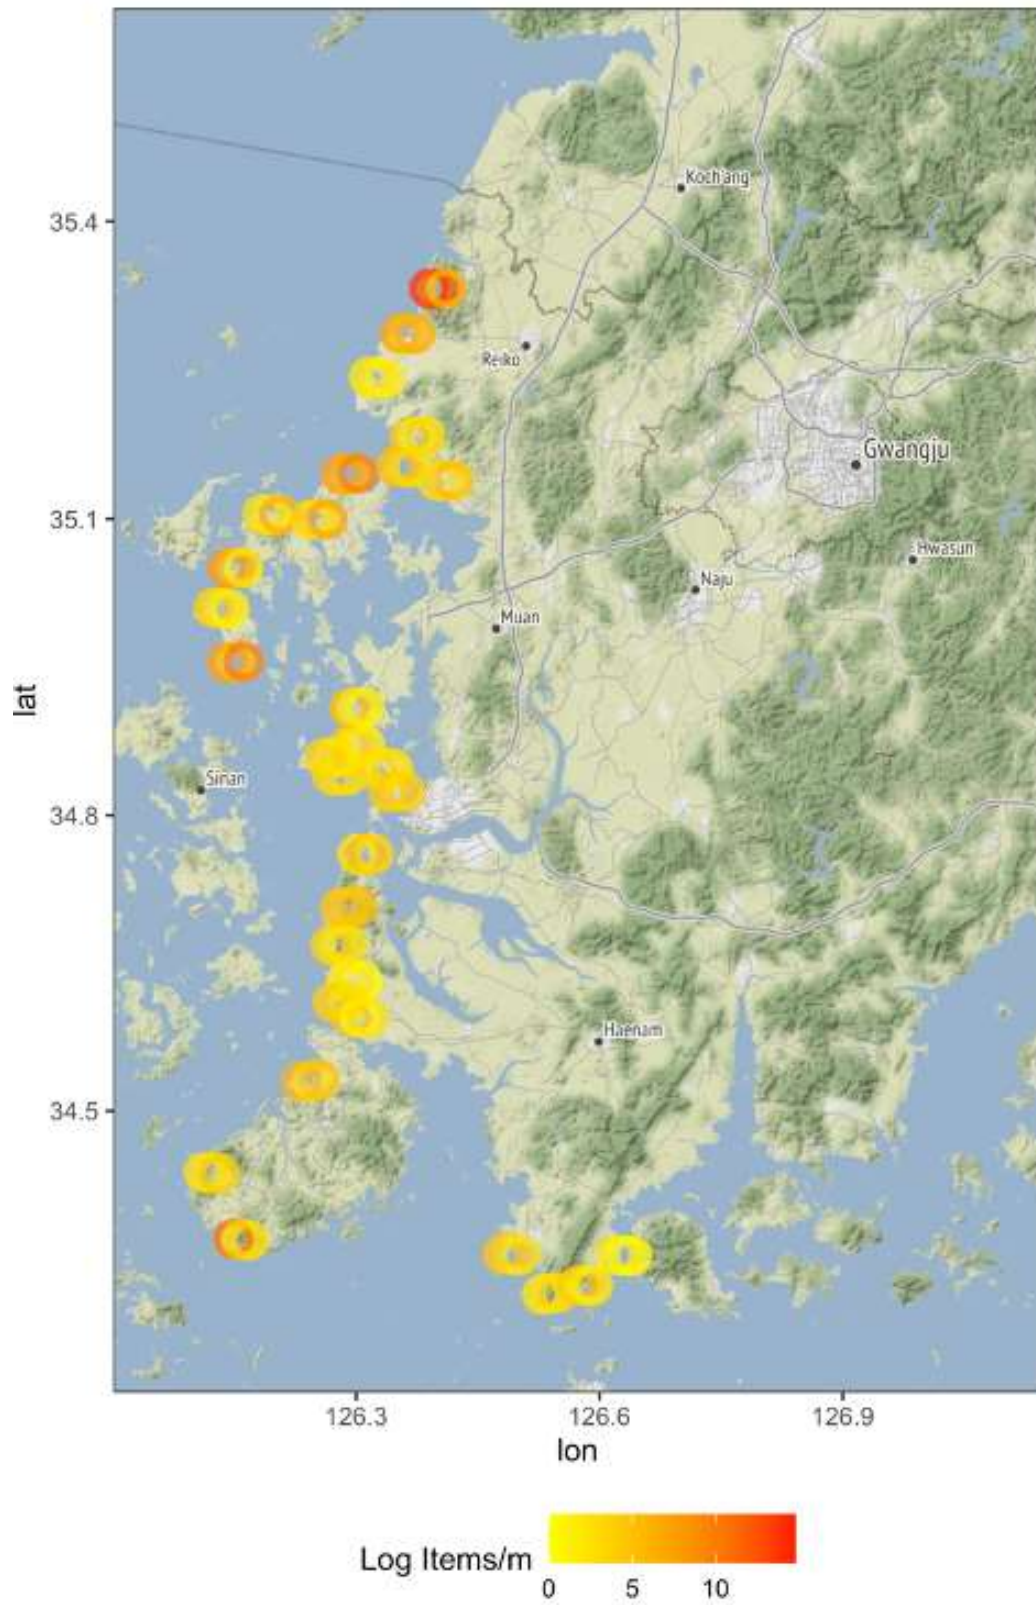 Koch'ang
35.4
Reiko
Gwangju
35.1
Hwasun
Naju
Muan
lat
Sinan
34.8
Haenam
34.5
126.3 126.6 126.9
lon
Log Items/m
0 5 10